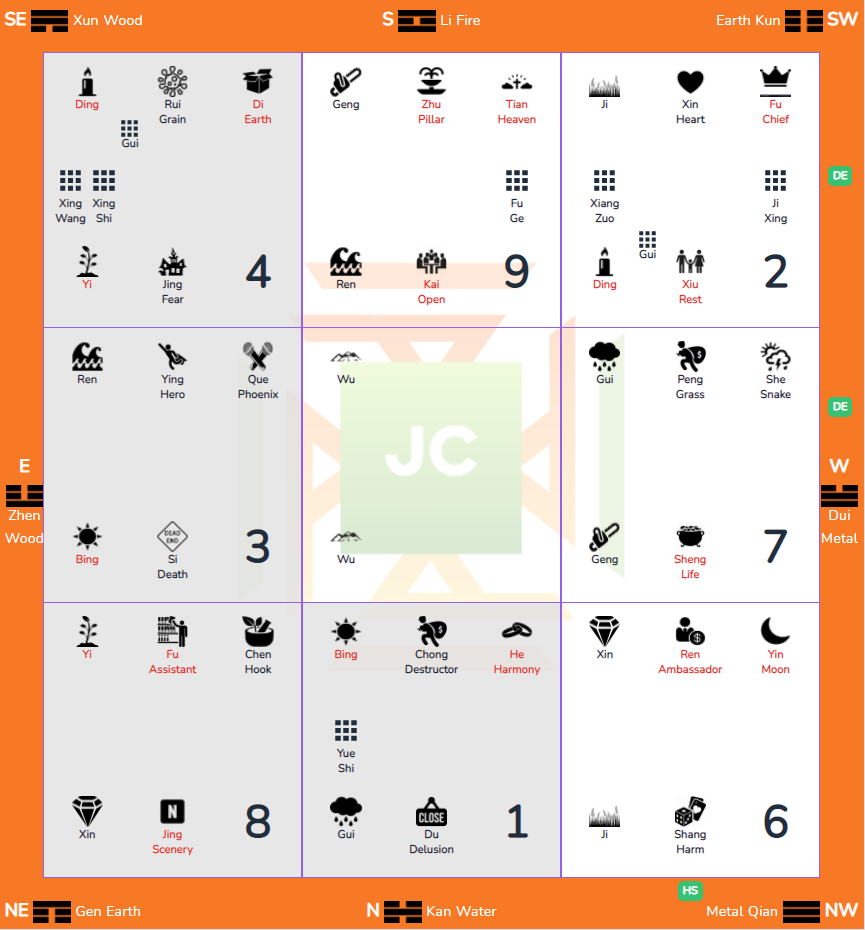 SE Xun Wood
S Li Fire
Earth Kun SW
Ding
Rui
Grain
Di
Earth
Gui
Xing
Wang
Xing
Shi
Yi
Jing
Fear
4
Geng
Zhu
Pillar
Tian
Heaven
Fu
Ge
Ren
Kai
Open
9
Ji
Xin
Heart
Fu
Chief
Xiang
Zuo
Ji
Xing
Gui
Ding
Xiu
Rest
2
DE
Ren
Ying
Hero
Que
Phoenix
Bing
DEAD
END
Si
Death
3
Wu
JC
Wu
Gui
Peng
Grass
She
Snake
Geng
Sheng
Life
7
DE
E
Zhen
Wood
W
Dui
Metal
Yi
Fu
Assistant
Chen
Hook
Xin
N
Jing
Scenery
8
Bing
Chong
Destructor
He
Harmony
Yue
Shi
Gui
CLOSE
Du
Delusion
1
Xin
Ren
Ambassador
Yin
Moon
Ji
Shang
Harm
6
HS
NE Gen Earth
N Kan Water
Metal Qian NW